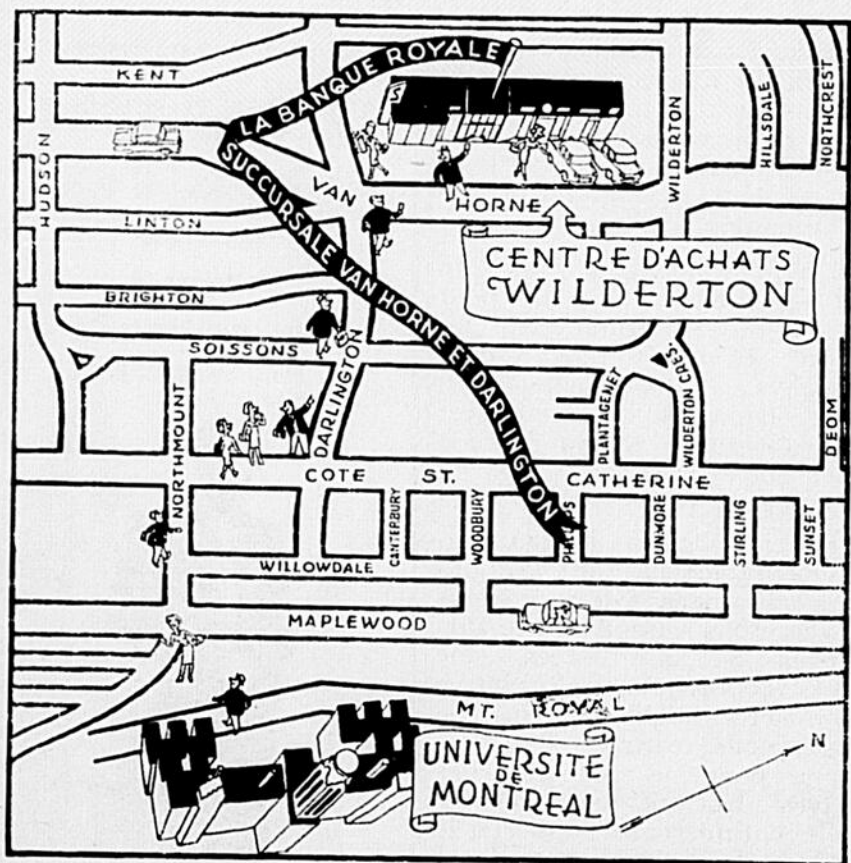 KENT
LA BANQUE ROYALE
HUDSON
VAN
HORNE
WILDERTON
HILLSDALE
NORTHCREST
SUCCURSALE VAN HORNE ET DARLINGTON
LINTON
CENTRE D'ACHATS
WILDERTON
BRIGHTON
SOISSONS
DARLINGTON
PLANTAGENET
WILDERTON CRES.
DEOM
NORTHMOUNT
COTE ST. CATHERINE
CANTERBURY
WOODBURY
DUNMORE
STIRLING
SUNSET
WILLOWDALE
MAPLEWOOD
MT. ROYAL
UNIVERSITE
DE
MONTREAL
N